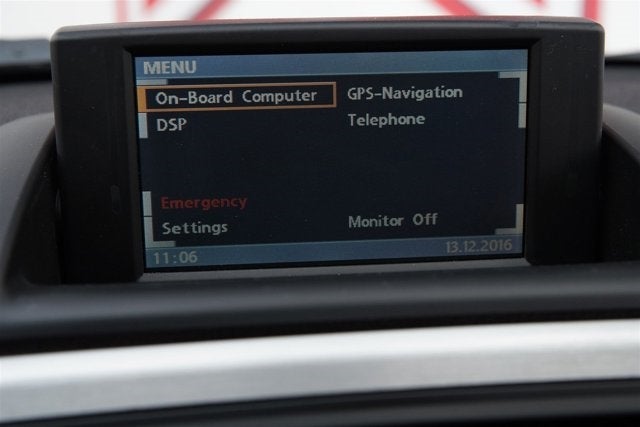 MENU
On-Board Computer GPS-Navigation
DSP Telephone
Emergency
Settings Monitor Off
11:06 13.12.2016